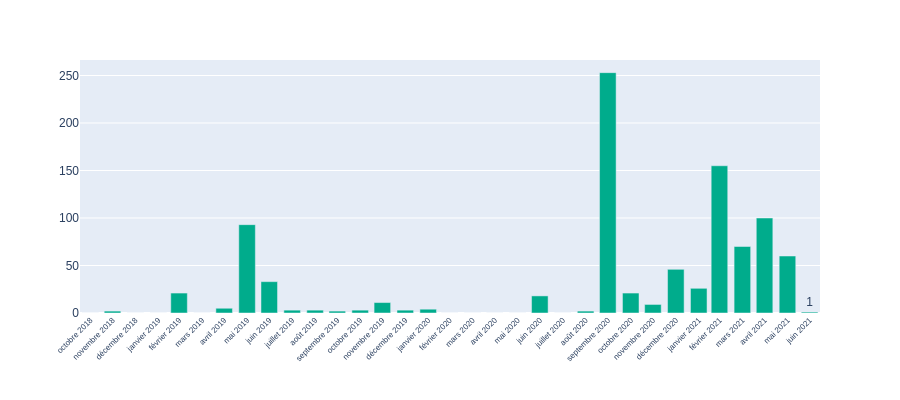 250
200
150
100
50
0
1
octobre 2018
novembre 2018
décembre 2018
janvier 2019
février 2019
mars 2019
avril 2019
mai 2019
juin 2019
juillet 2019
août 2019
septembre 2019
octobre 2019
novembre 2019
décembre 2019
janvier 2020
février 2020
mars 2020
avril 2020
mai 2020
juin 2020
juillet 2020
août 2020
septembre 2020
octobre 2020
novembre 2020
décembre 2020
janvier 2021
février 2021
mars 2021
avril 2021
mai 2021
juin 2021